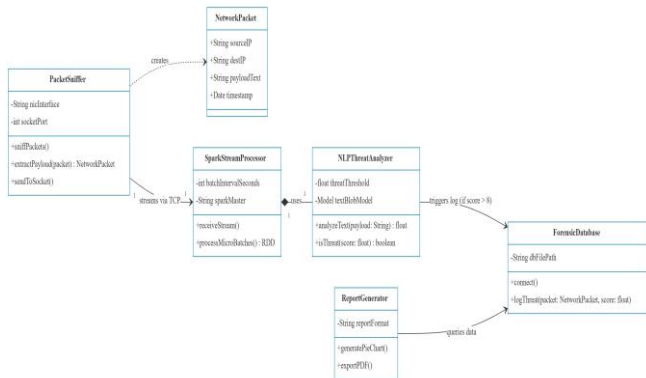 NetworkPacket
+String sourceIP
+String destIP
+String payloadText
+Date timestamp
creates
PacketSniffer
-String nicInterface
-int socketPort
+sniffPackets()
+extractPayload(packet) : NetworkPacket
+sendToSocket()
1
streams via TCP
1
SparkStreamProcessor
-int batchIntervalSeconds
-String sparkMaster
+receiveStream()
+processMicroBatches() : RDD
1
uses
1
NLPThreatAnalyzer
-float threatThreshold
-Model textBlobModel
+analyzeText(payload: String) : float
+isThreat(score: float) : boolean
triggers log (if score > 8)
ForensicDatabase
-String dbFilePath
+connect()
+logThreat(packet: NetworkPacket, score: float)
ReportGenerator
-String reportFormat
+generatePieChart()
+exportPDF()
queries data